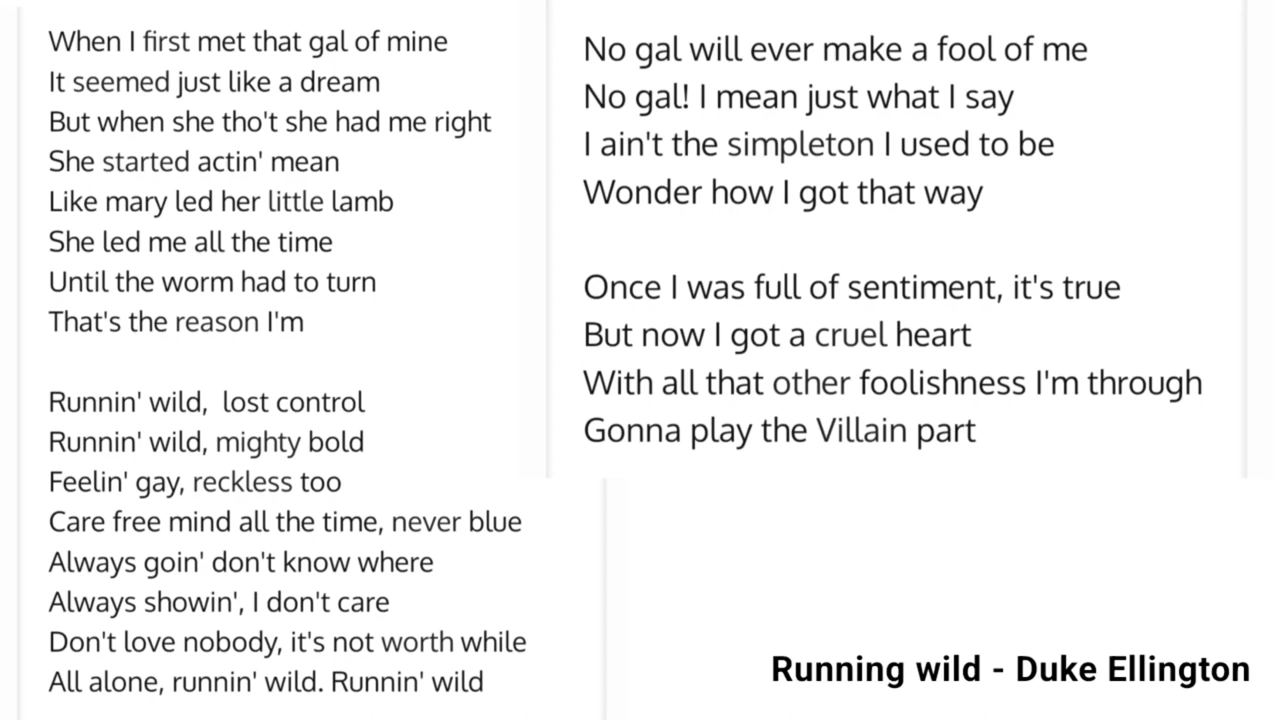 When I first met that gal of mine
It seemed just like a dream
But when she tho't she had me right
She started actin' mean
Like mary led her little lamb
She led me all the time
Until the worm had to turn
That's the reason I'm
Runnin' wild, lost control
Runnin' wild, mighty bold
Feelin' gay, reckless too
Care free mind all the time, never blue
Always goin' don't know where
Always showin', I don't care
Don't love nobody, it's not worth while
All alone, runnin' wild. Runnin' wild
No gal will ever make a fool of me
No gal! I mean just what I say
I ain't the simpleton I used to be
Wonder how I got that way
Once I was full of sentiment, it's true
But now I got a cruel heart
With all that other foolishness I'm through
Gonna play the Villain part
Running wild - Duke Ellington